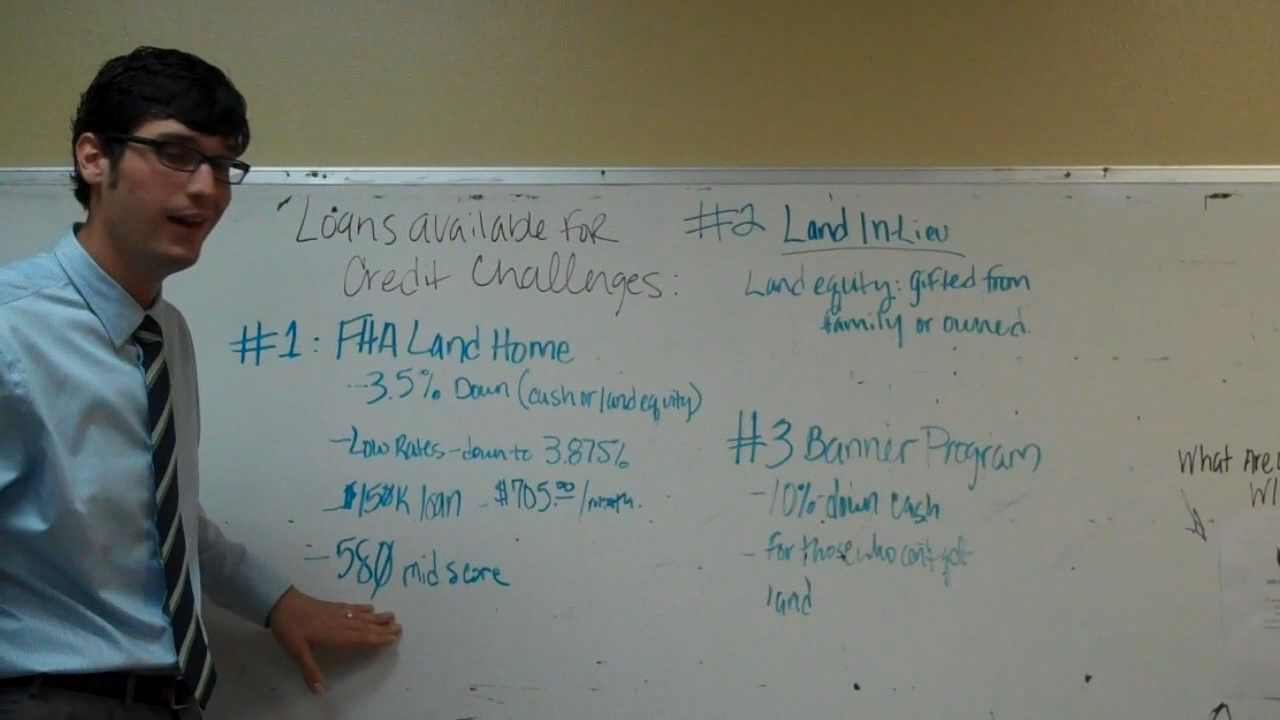 Loans available for
Credit Challenges:
#1: FHA Land Home
-3.5% Down (cash or land equity)
-Low Rates - down to 3.875%
-$150K loan - $705.00/month.
-580 mid score
#2 Land In-Lieu
Land equity: gifted from
family or owned.
#3 Banner Program
-10% down cash
- for those who can't get
land
What Are